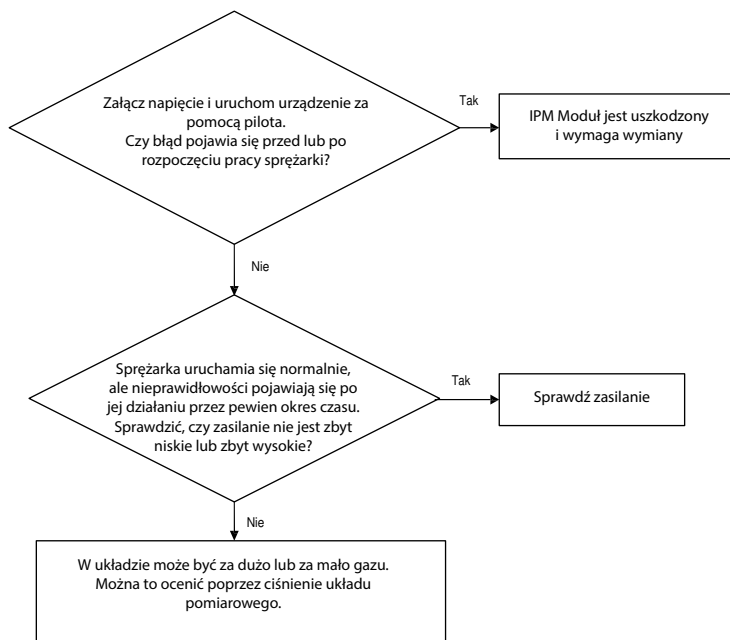 Załącz napięcie i uruchom urządzenie za
pomocą pilota.
Czy błąd pojawia się przed lub po
rozpoczęciu pracy sprężarki?
Tak
IPM Moduł jest uszkodzony
i wymaga wymiany
Nie
Sprężarka uruchamia się normalnie,
ale nieprawidłowości pojawiają się po
jej działaniu przez pewien okres czasu.
Sprawdzić, czy zasilanie nie jest zbyt
niskie lub zbyt wysokie?
Tak
Sprawdź zasilanie
Nie
W układzie może być za dużo lub za mało gazu.
Można to ocenić poprzez ciśnienie układu
pomiarowego.